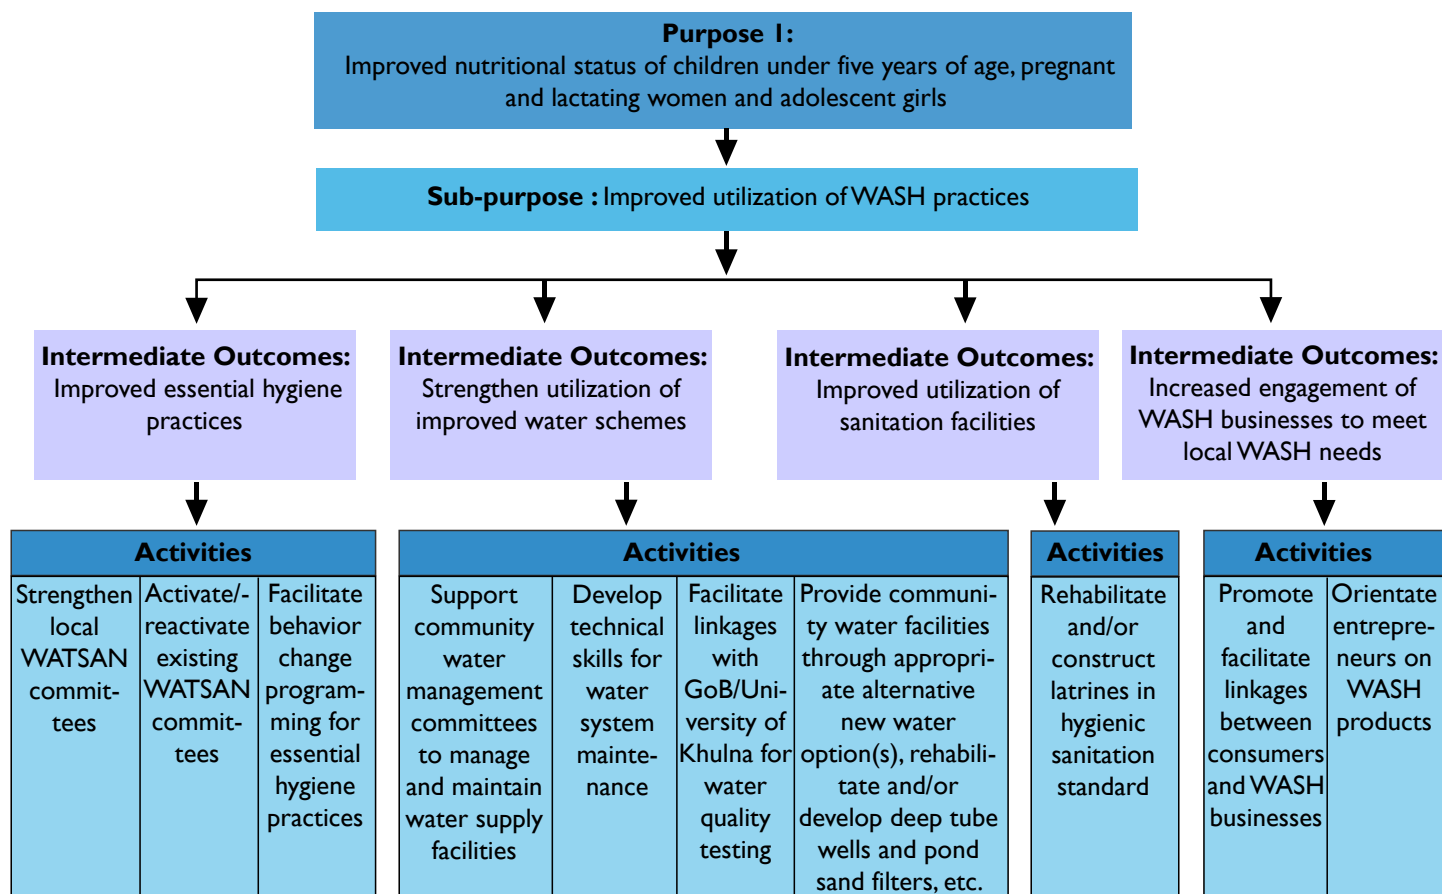 Purpose 1:
Improved nutritional status of children under five years of age, pregnant
and lactating women and adolescent girls
Sub-purpose : Improved utilization of WASH practices
Intermediate Outcomes:
Improved essential hygiene
practices
Intermediate Outcomes:
Strengthen utilization of
improved water schemes
Intermediate Outcomes:
Improved utilization of
sanitation facilities
Intermediate Outcomes:
Increased engagement of
WASH businesses to meet
local WASH needs
Activities
Strengthen
local
WATSAN
commit-
tees
Activate/-
reactivate
existing
WATSAN
commit-
tees
Facilitate
behavior
change
program-
ming for
essential
hygiene
practices
Activities
Support
community
water
management
committees
to manage
and maintain
water supply
facilities
Develop
technical
skills for
water
system
mainte-
nance
Facilitate
linkages
with
GoB/Uni-
versity of
Khulna for
water
quality
testing
Provide communi-
ty water facilities
through appropri-
ate alternative
new water
option(s), rehabili-
tate and/or
develop deep tube
wells and pond
sand filters, etc.
Activities
Rehabilitate
and/or
construct
latrines in
hygienic
sanitation
standard
Activities
Promote
and
facilitate
linkages
between
consumers
and WASH
businesses
Orientate
entrepre-
neurs on
WASH
products